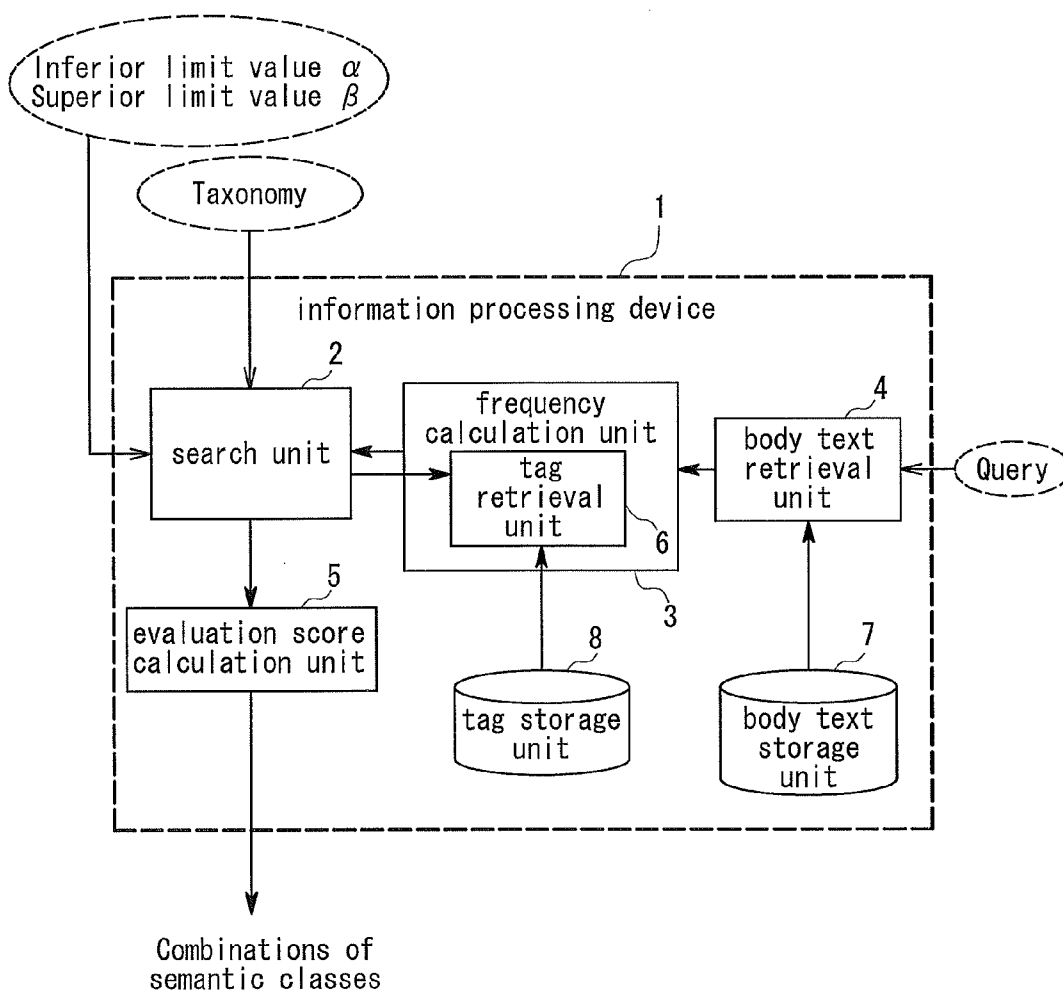 Inferior limit value α
Superior limit value β
Taxonomy
1
information processing device
2
search unit
frequency
calculation unit
tag
retrieval
unit
6
3
4
body text
retrieval
unit
Query
5
evaluation score
calculation unit
8
tag storage
unit
7
body text
storage
unit
Combinations of
semantic classes